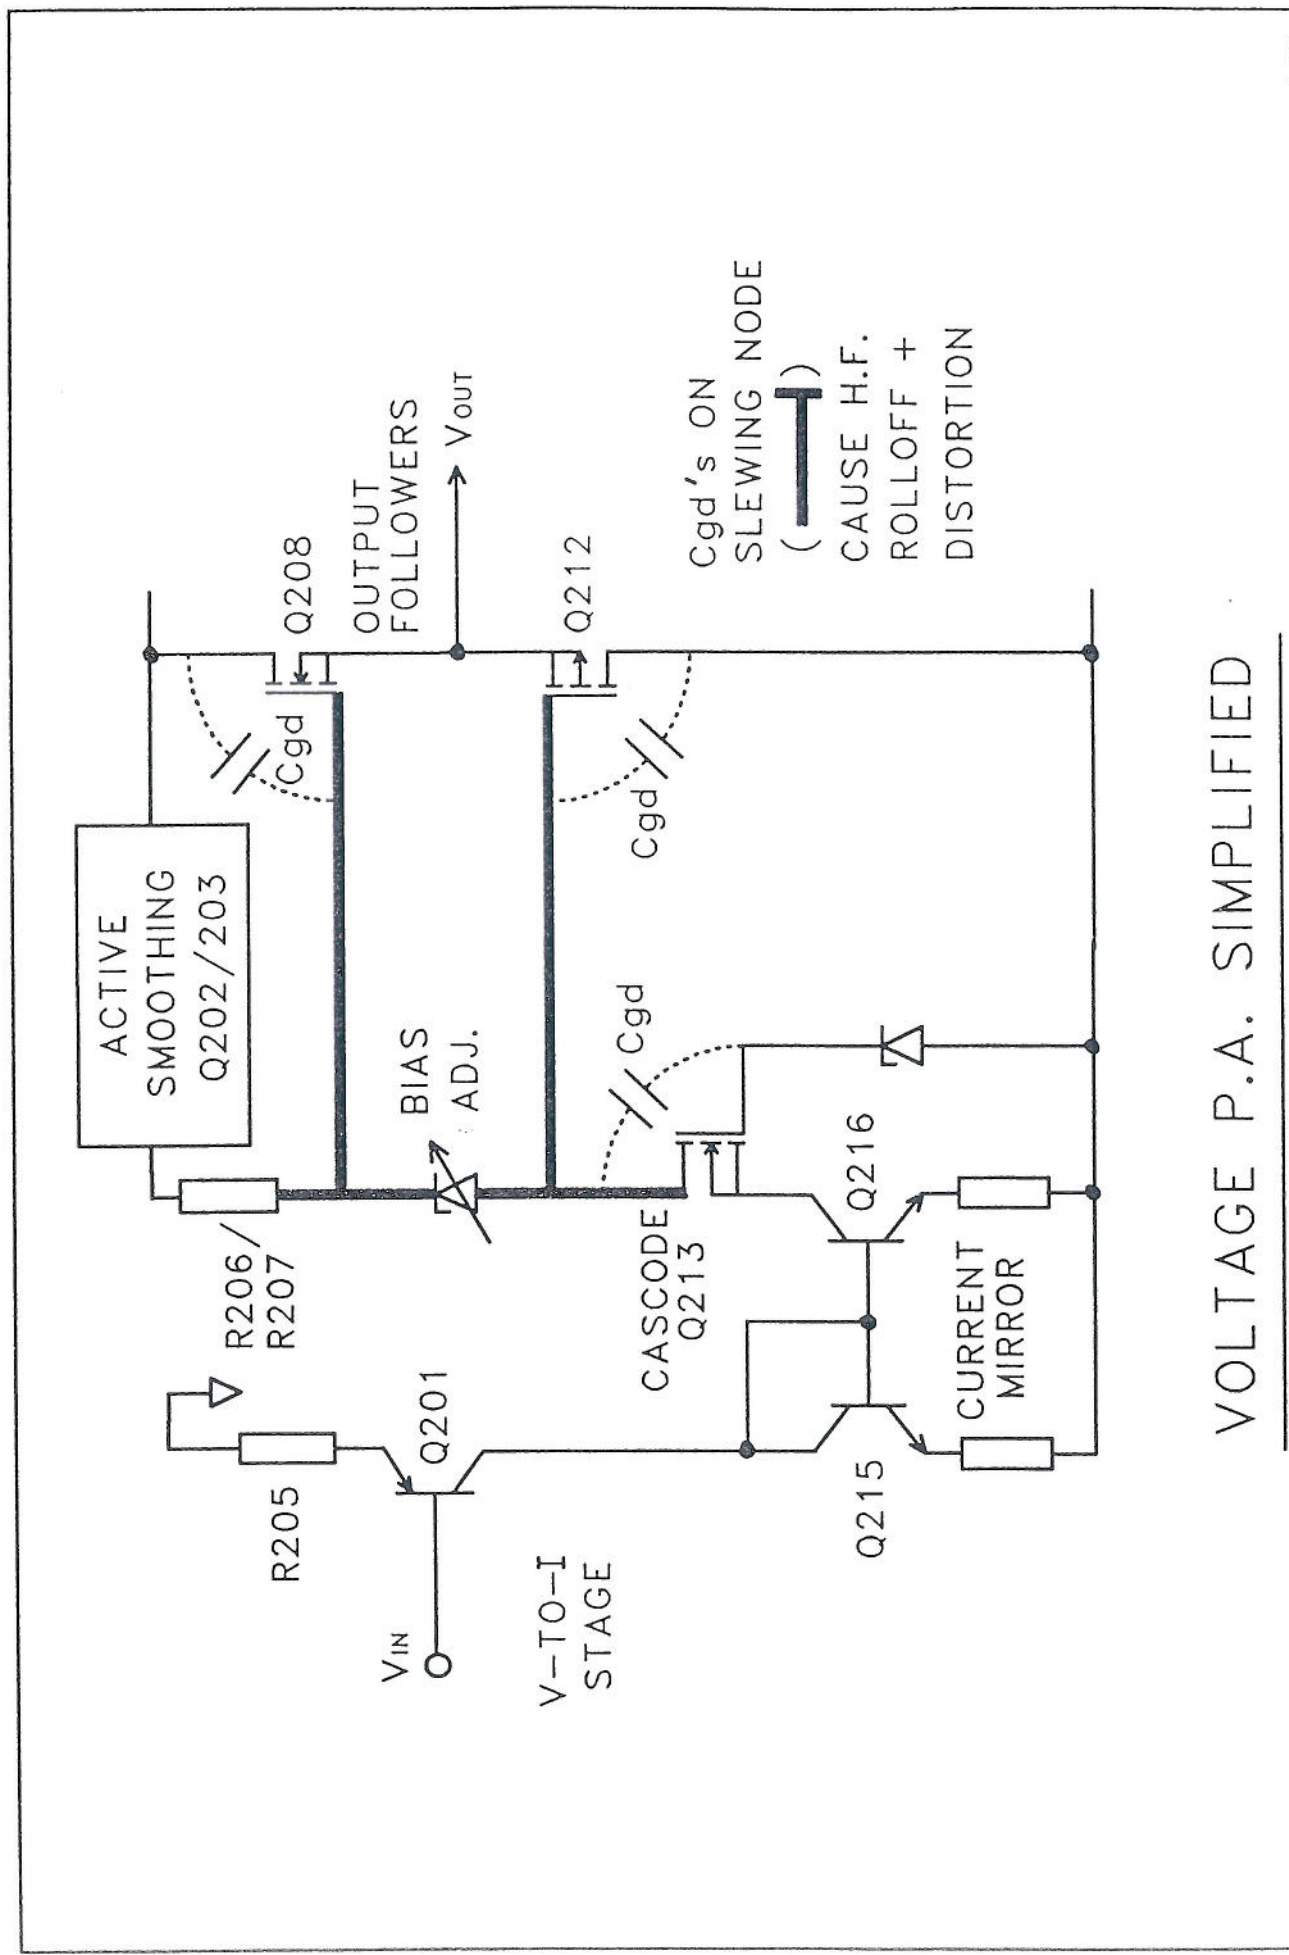 ACTIVE
SMOOTHING
Q202/203
R206/
R207
R205
VIN
Q201
V-TO-I
STAGE
BIAS
ADJ.
Cgd
Q208
OUTPUT
FOLLOWERS
VOUT
Q212
Cgd
Cgd
CASCODE
Q213
Q216
Q215
CURRENT
MIRROR
Cgd's ON
SLEWING NODE
( )
CAUSE H.F.
ROLLOFF +
DISTORTION
VOLTAGE P.A. SIMPLIFIED